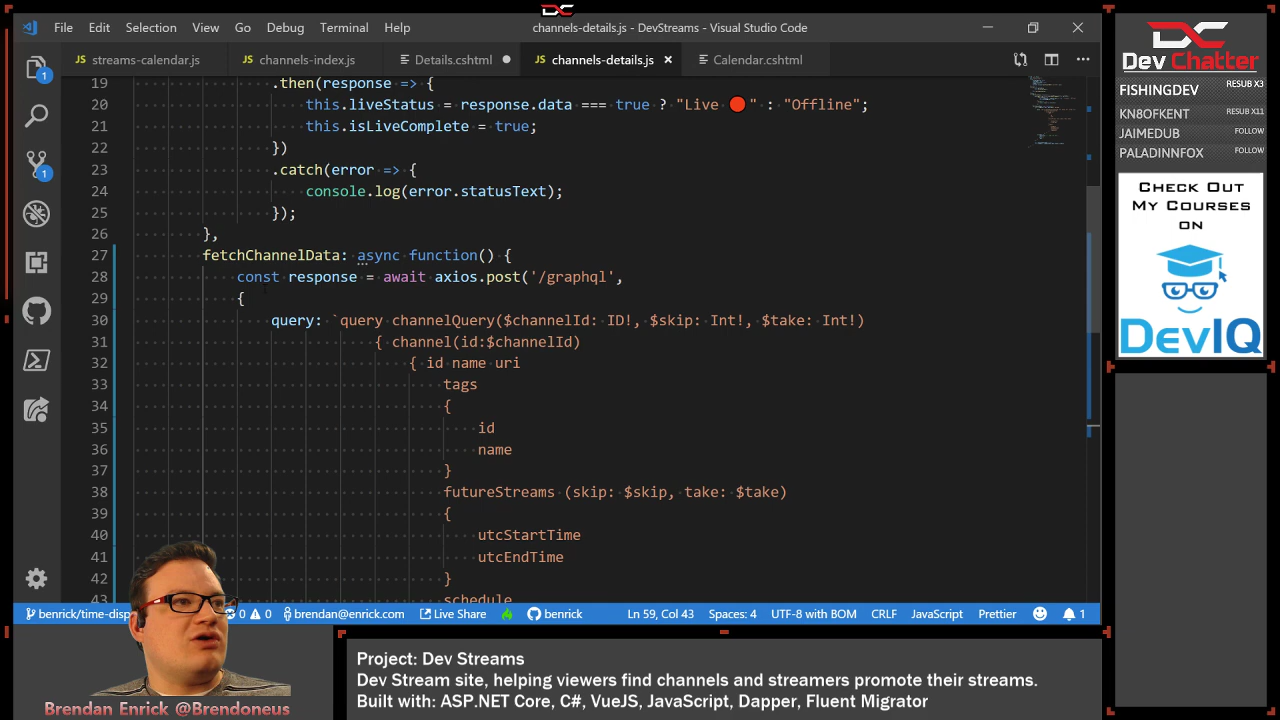 DC
File Edit Selection View Go Debug Terminal Help
channels-details.js - DevStreams - Visual Studio Code
JS streams-calendar.js
JS channels-index.js
Details.cshtml
JS channels-details.js
Calendar.cshtml
19 .then(response => {
20 this.liveStatus = response.data === true ? "Live 🔴" : "Offline";
21 this.isLiveComplete = true;
22 })
23 .catch(error => {
24 console.log(error.statusText);
25 });
26 },
27 fetchChannelData: async function() {
28 const response = await axios.post('/graphql',
29 {
30 query: `query channelQuery($channelId: ID!, $skip: Int!, $take: Int!)
31 { channel(id:$channelId)
32 { id name uri
33 tags
34 {
35 id
36 name
37 }
38 futureStreams (skip: $skip, take: $take)
39 {
40 utcStartTime
41 utcEndTime
42 }
43 schedule
1
1
benrick/time-disp 0 0 brendan@enrick.com Live Share benrick Ln 59, Col 43 Spaces: 4 UTF-8 with BOM CRLF JavaScript Prettier 1
DC
Dev Chatter
FISHINGDEV RESUB X3
KN8OFKENT RESUB X11
JAIMEDUB FOLLOW
PALADINNFOX FOLLOW
CHECK OUT
MY COURSES
ON
DevIQ
Brendan Enrick @Brendoneus
Project: Dev Streams
Dev Stream site, helping viewers find channels and streamers promote their streams.
Built with: ASP.NET Core, C#, VueJS, JavaScript, Dapper, Fluent Migrator